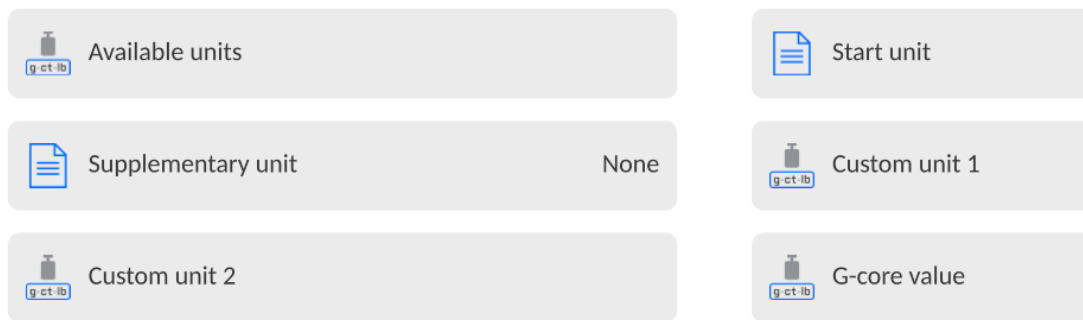 g-ct-lb Available units
Start unit
Supplementary unit None
g-ct-lb Custom unit 1
g-ct-lb Custom unit 2
g-ct-lb G-core value